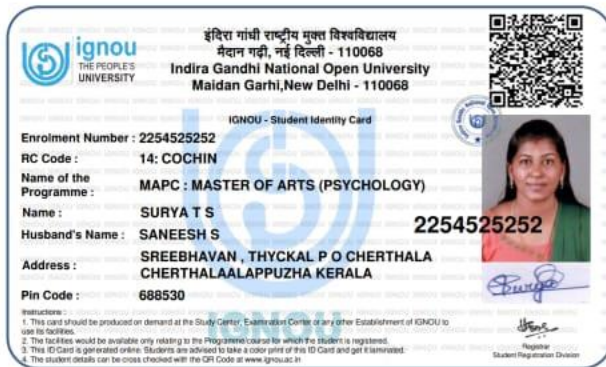 ignou
THE PEOPLE'S
UNIVERSITY
इंदिरा गांधी राष्ट्रीय मुक्त विश्वविद्यालय
मैदान गढ़ी, नई दिल्ली - 110068
Indira Gandhi National Open University
Maidan Garhi,New Delhi - 110068
IGNOU - Student Identity Card
Enrolment Number : 2254525252
RC Code : 14: COCHIN
Name of the
Programme : MAPC : MASTER OF ARTS (PSYCHOLOGY)
Name : SURYA T S
2254525252
Husband's Name : SANEESH S
Address : SREEBHAVAN , THYCKAL P O CHERTHALA
CHERTHALAALAPPUZHA KERALA
Pin Code : 688530
Surya
IGNOU
Instructions :
1. This card should be produced on demand at the Study Center, Examination Center or any other Establishment of IGNOU to
use its facilities.
2. The facilities would be available only relating to the Programme/course for which the student is registered.
3. This ID Card is generated online. Students are advised to take a color print of this ID Card and get it laminated.
4. The student details can be cross checked with the QR Code at www.ignou.ac.in
Registrar
Student Registration Division